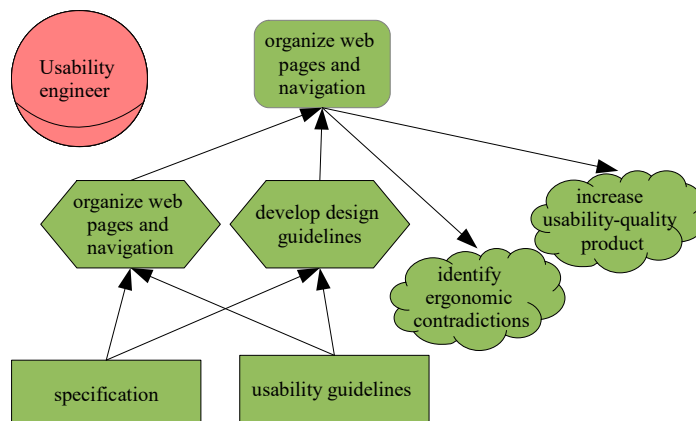 Usability
engineer
organize web
pages and
navigation
organize web
pages and
navigation
develop design
guidelines
increase
usability-quality
product
identify
ergonomic
contradictions
specification
usability guidelines